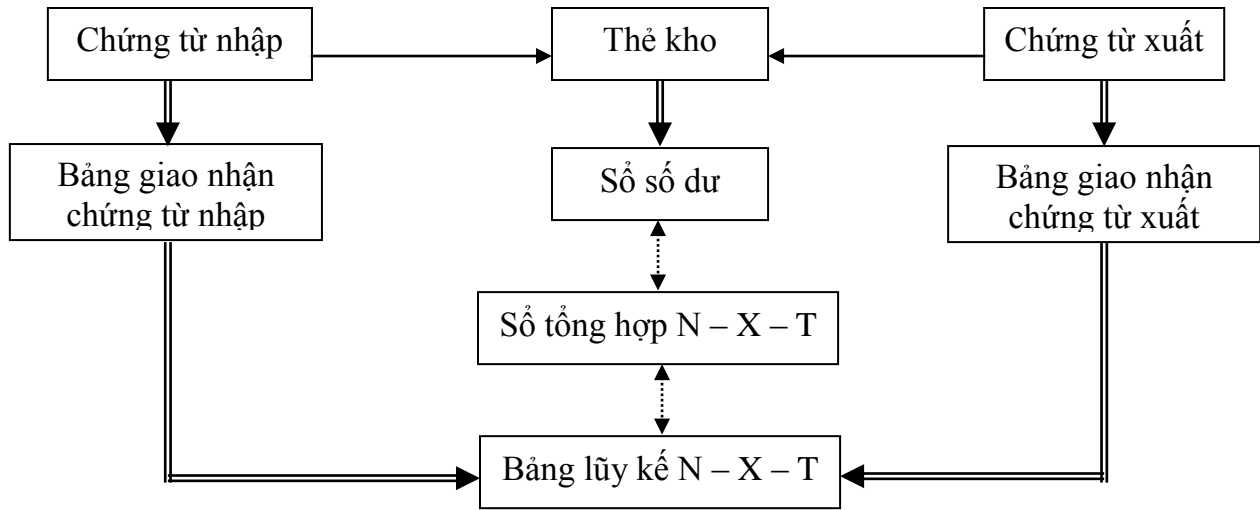 Chứng từ nhập
Thẻ kho
Chứng từ xuất
Bảng giao nhận
chứng từ nhập
Sổ số dư
Bảng giao nhận
chứng từ xuất
Sổ tổng hợp N – X – T
Bảng lũy kế N – X – T